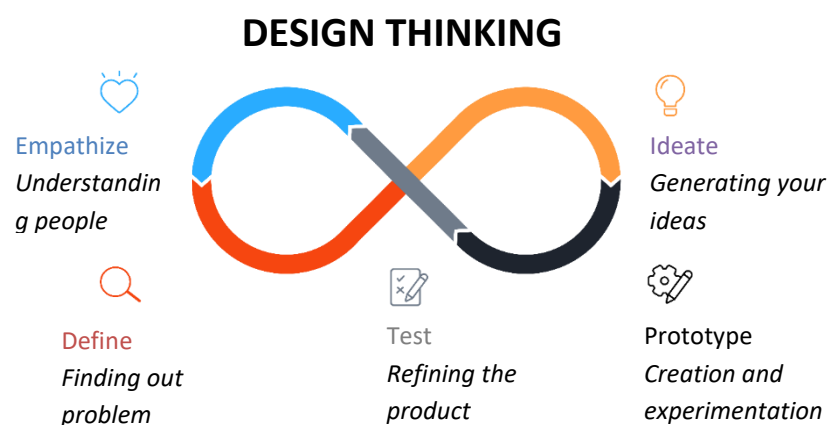 DESIGN THINKING
Empathize
Understandin
g people
Ideate
Generating your
ideas
Define
Finding out
problem
Test
Refining the
product
Prototype
Creation and
experimentation